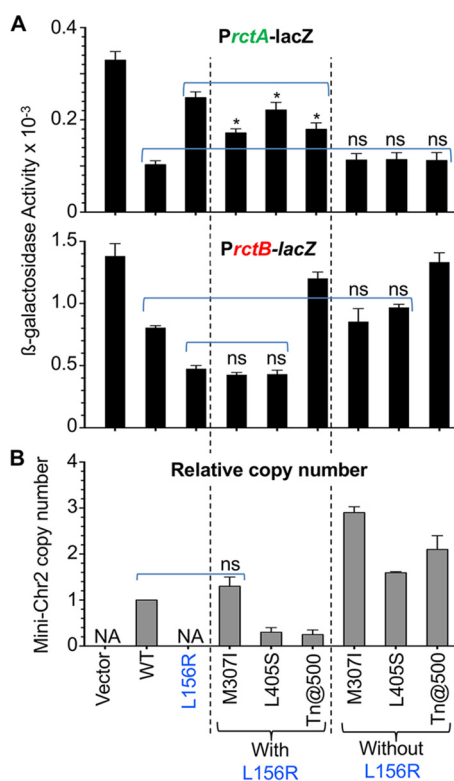 A
PrctA-lacZ
0.4
0.2
0
* * *
ns ns ns
ß-galactosidase Activity x 10-3
PrctB-lacZ
1.5
1.0
0.5
0
ns ns
ns ns
B
Relative copy number
Mini-Chr2 copy number
4
3
2
1
0
NA
NA
ns
Vector
WT
L156R
M307I
L405S
Tn@500
M307I
L405S
Tn@500
With
L156R
Without
L156R